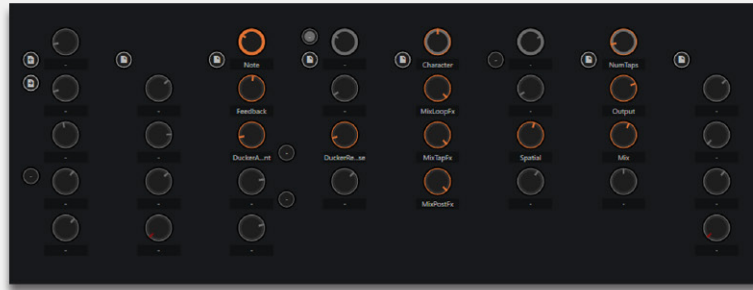 - Note - Character - NumTaps
- - Feedback - MixLoopFx - Output -
- - DuckerA...nt - DuckerRe...se MixTapFx Spatial Mix -
- - - - - MixPostFx - - -
- - - -